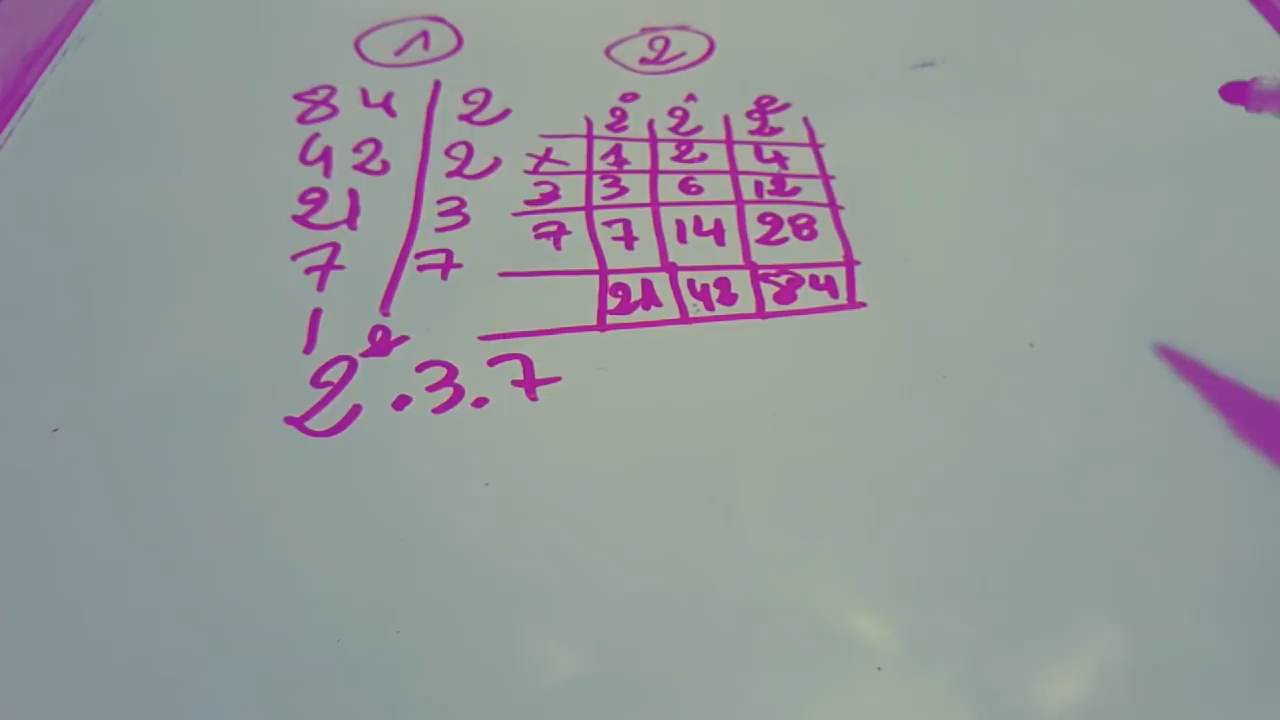 1 2
84 | 2
42 | 2
21 | 3
7 | 7
1
2² . 3 . 7
2⁰ 2¹ 2²
x 1 2 4
3 3 6 12
7 7 14 28
21 42 84